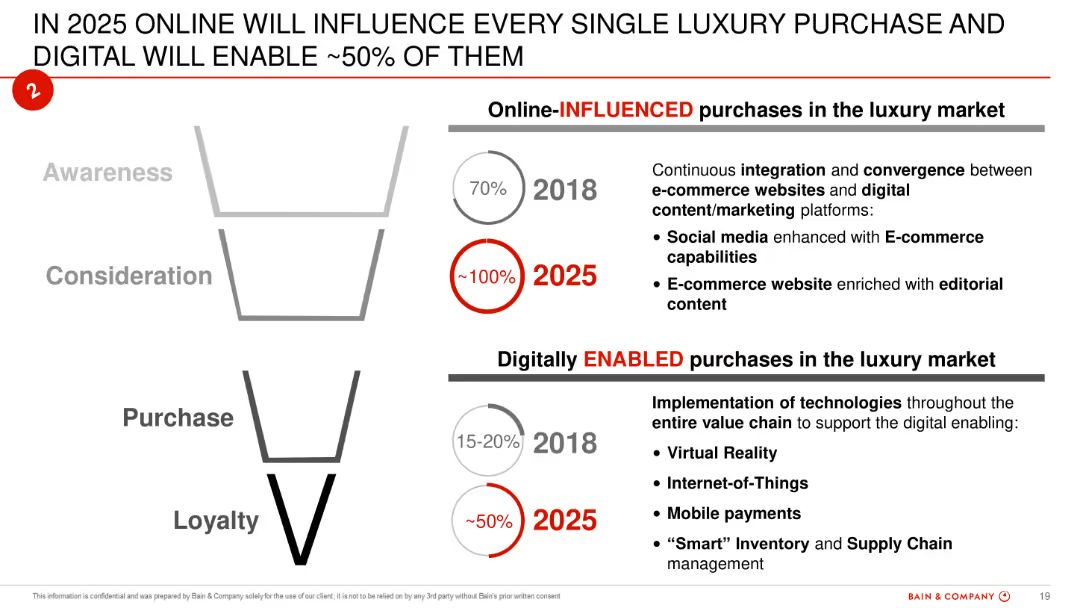 IN 2025 ONLINE WILL INFLUENCE EVERY SINGLE LUXURY PURCHASE AND
DIGITAL WILL ENABLE ~50% OF THEM
2
Awareness
Consideration
Purchase
Loyalty
Online-INFLUENCED purchases in the luxury market
70%
2018
~100%
2025
Continuous integration and convergence between
e-commerce websites and digital
content/marketing platforms:
• Social media enhanced with E-commerce
capabilities
• E-commerce website enriched with editorial
content
Digitally ENABLED purchases in the luxury market
15-20%
2018
~50%
2025
Implementation of technologies throughout the
entire value chain to support the digital enabling:
• Virtual Reality
• Internet-of-Things
• Mobile payments
• “Smart” Inventory and Supply Chain
management
This information is confidential and was prepared by Bain & Company solely for the use of our client; it is not to be relied on by any 3rd party without Bain's prior written consent
BAIN & COMPANY
19